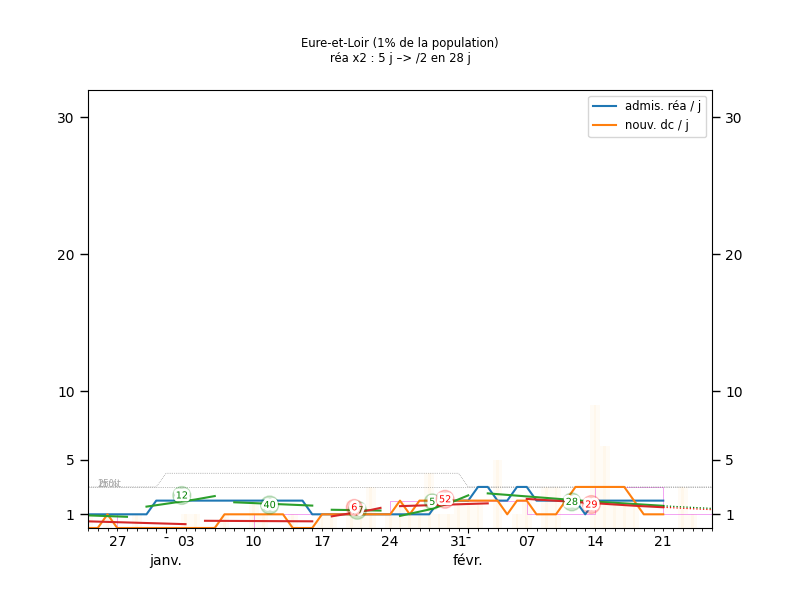 Eure-et-Loir (1% de la population)
réa x2 : 5 j –> /2 en 28 j
admis. réa / j
nouv. dc / j
30 30
20 20
10 10
5 5
1 1
12
40
6
7
5
52
28
29
27 03 10 17 24 31 07 14 21
janv. févr.